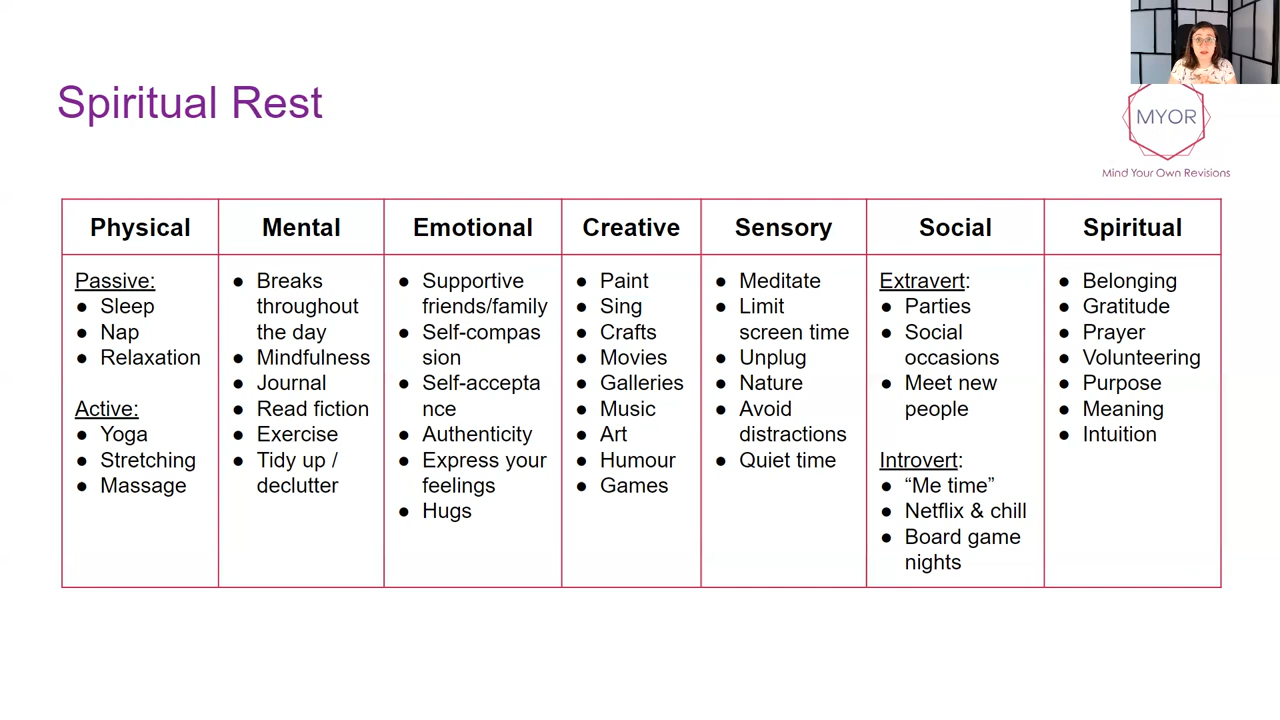 Spiritual Rest
MYOR
Mind Your Own Revisions
Physical
Passive:
● Sleep
● Nap
● Relaxation
Active:
● Yoga
● Stretching
● Massage
Mental
● Breaks
throughout
the day
● Mindfulness
● Journal
● Read fiction
● Exercise
● Tidy up /
declutter
Emotional
● Supportive
friends/family
● Self-compas
sion
● Self-accepta
nce
● Authenticity
● Express your
feelings
● Hugs
Creative
● Paint
● Sing
● Crafts
● Movies
● Galleries
● Music
● Art
● Humour
● Games
Sensory
● Meditate
● Limit
screen time
● Unplug
● Nature
● Avoid
distractions
● Quiet time
Social
Extravert:
● Parties
● Social
occasions
● Meet new
people
Introvert:
● “Me time”
● Netflix & chill
● Board game
nights
Spiritual
● Belonging
● Gratitude
● Prayer
● Volunteering
● Purpose
● Meaning
● Intuition